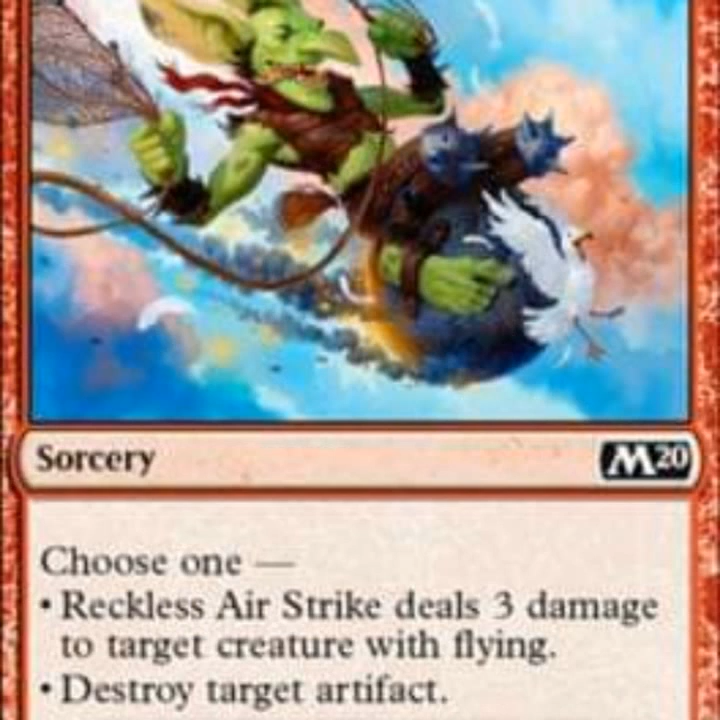 Sorcery M20
Choose one —
• Reckless Air Strike deals 3 damage
to target creature with flying.
• Destroy target artifact.